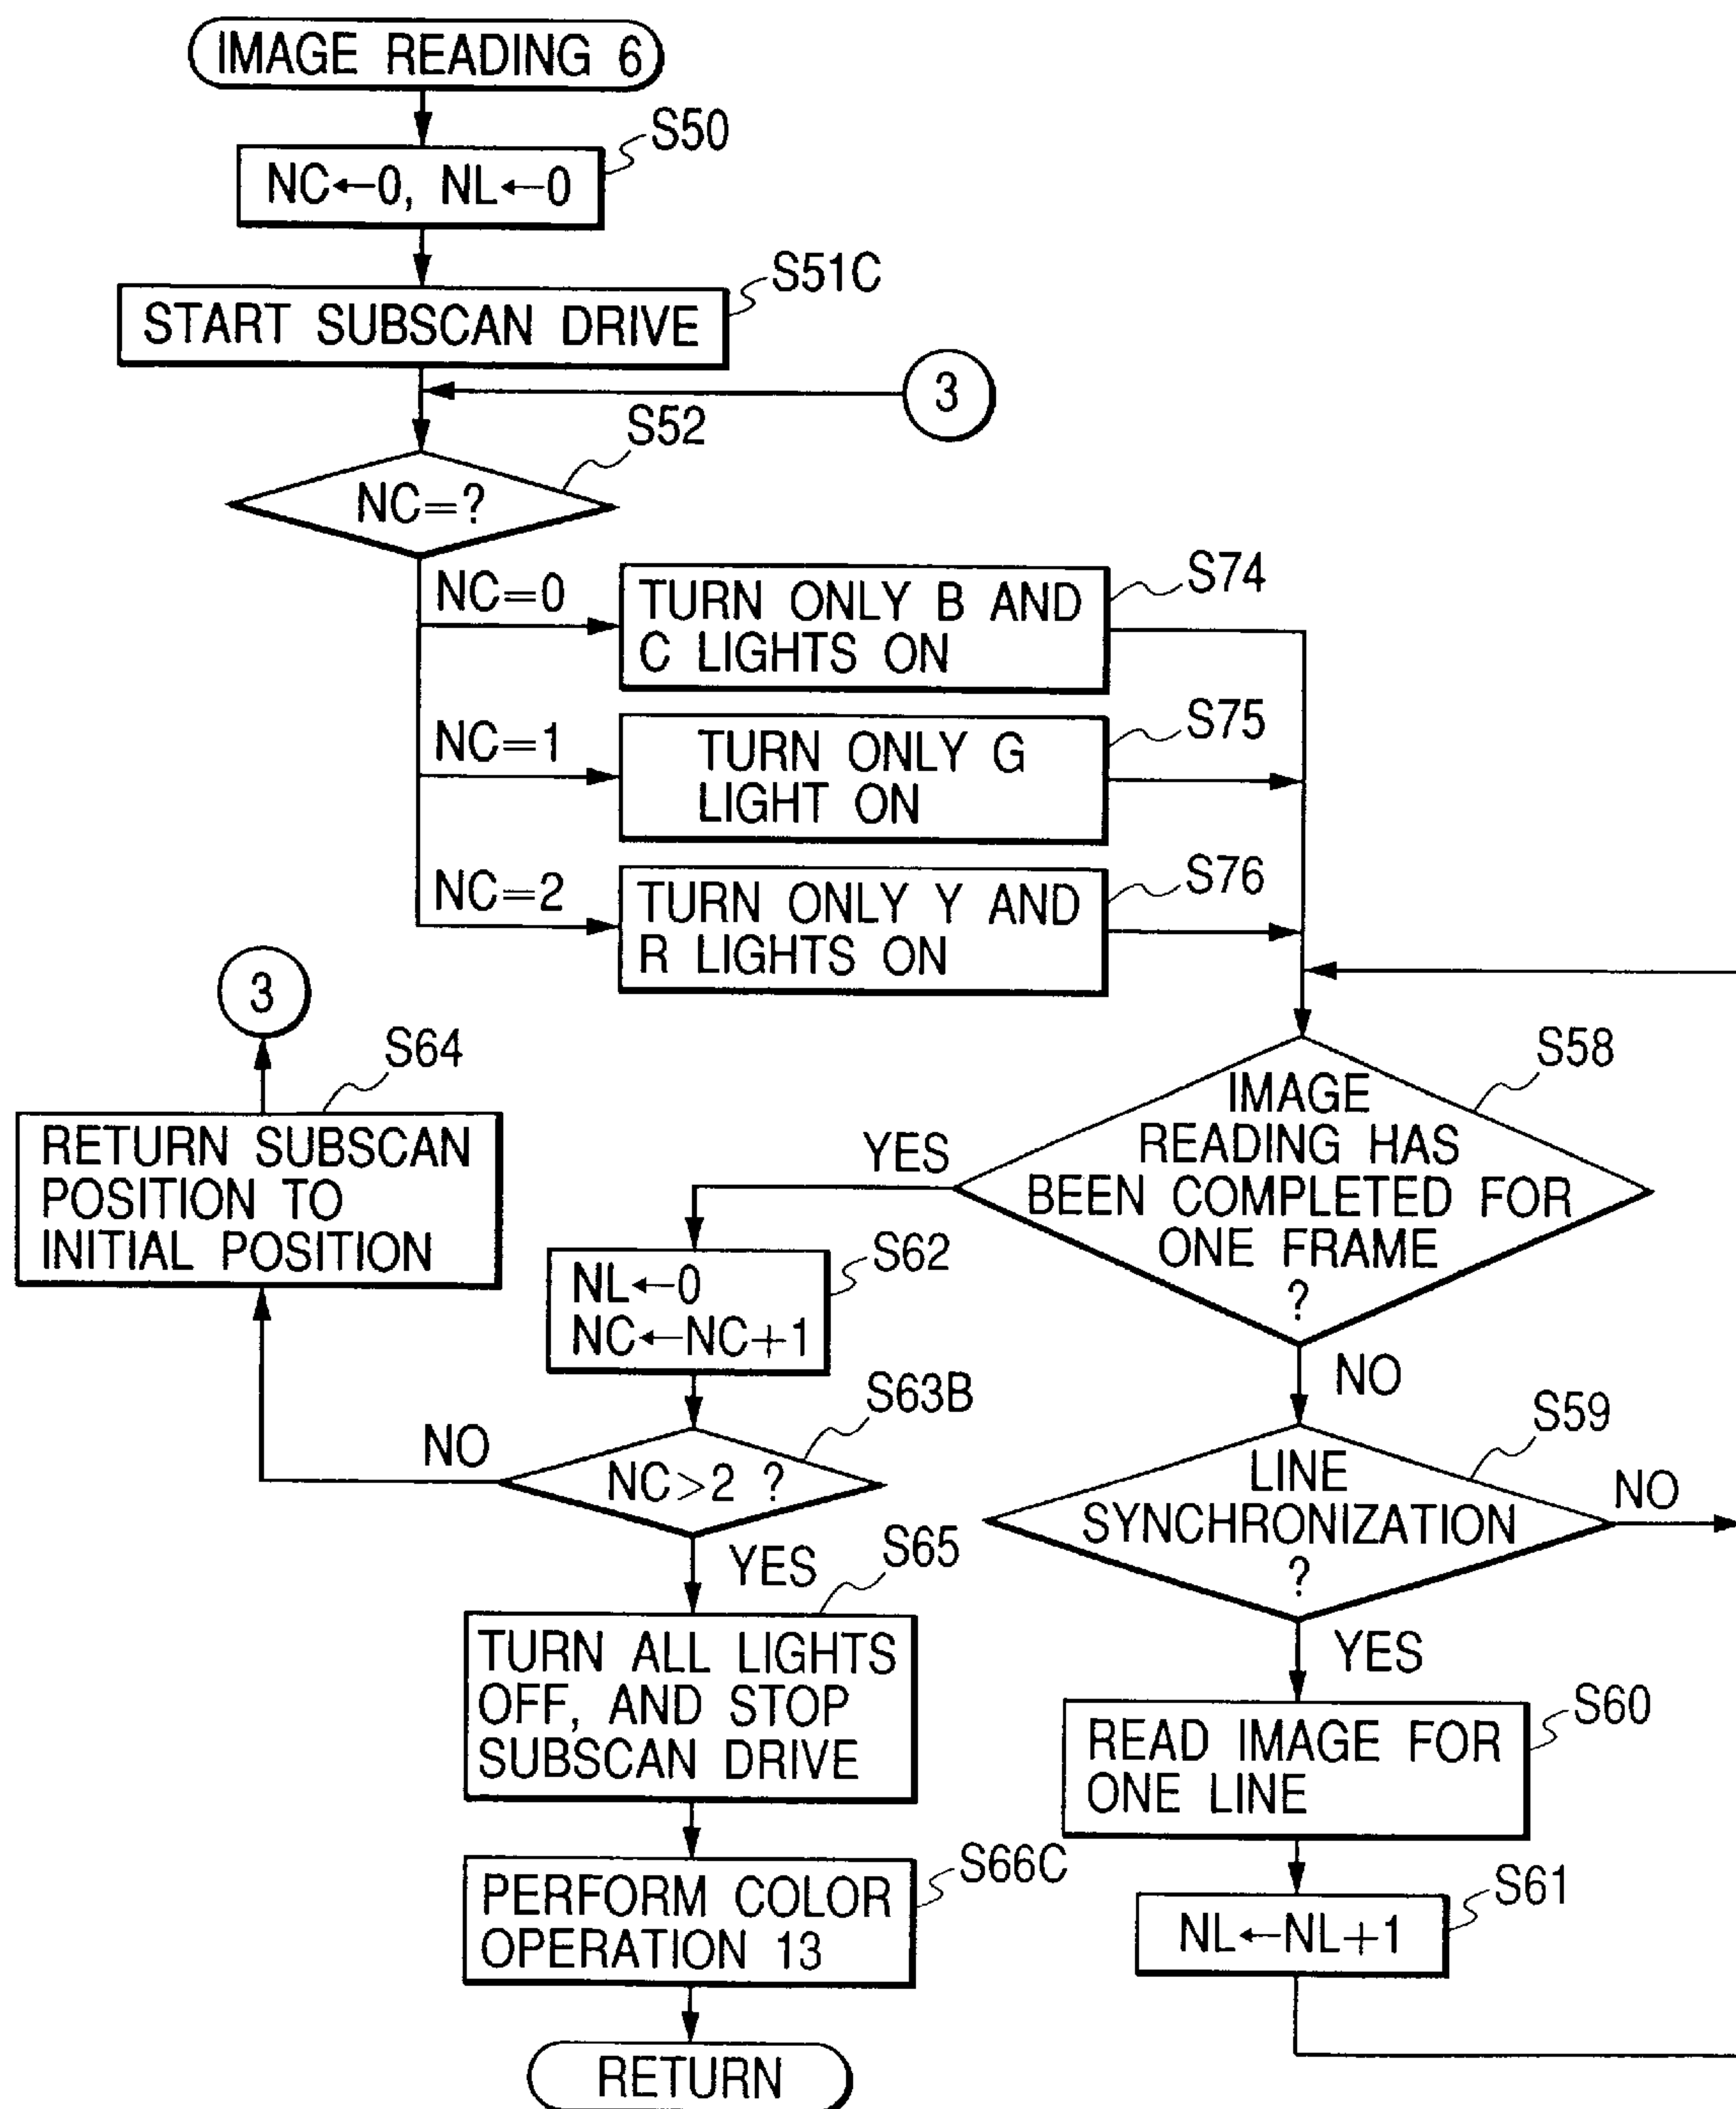 IMAGE READING 6
S50
NC←0, NL←0
S51C
START SUBSCAN DRIVE
3
S52
NC=?
NC=0
TURN ONLY B AND
C LIGHTS ON
S74
NC=1
TURN ONLY G
LIGHT ON
S75
NC=2
TURN ONLY Y AND
R LIGHTS ON
S76
3
S64
RETURN SUBSCAN
POSITION TO
INITIAL POSITION
S58
IMAGE
READING HAS
BEEN COMPLETED FOR
ONE FRAME
?
YES
NO
S62
NL←0
NC←NC+1
S63B
NC>2 ?
NO
YES
S59
LINE
SYNCHRONIZATION
?
NO
YES
S65
TURN ALL LIGHTS
OFF, AND STOP
SUBSCAN DRIVE
S60
READ IMAGE FOR
ONE LINE
S66C
PERFORM COLOR
OPERATION 13
S61
NL←NL+1
RETURN